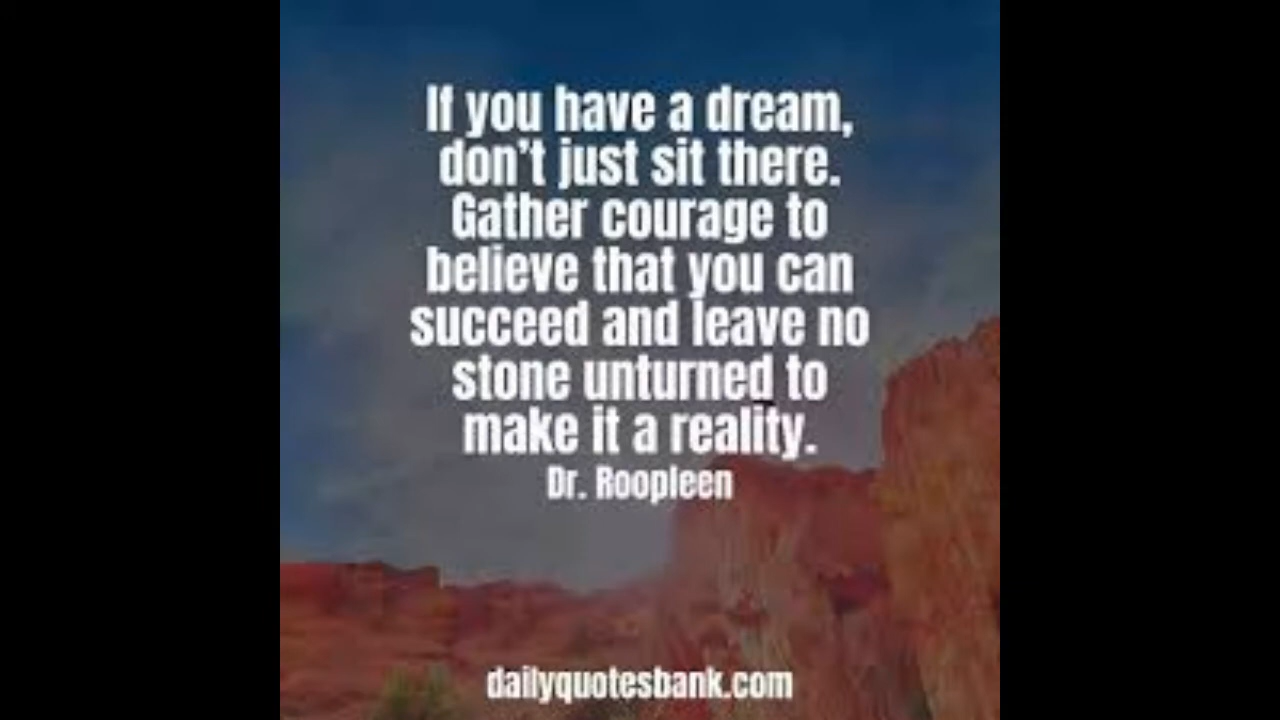 If you have a dream,
don't just sit there.
Gather courage to
believe that you can
succeed and leave no
stone unturned to
make it a reality.
Dr. Roopleen
dailyquotesbank.com